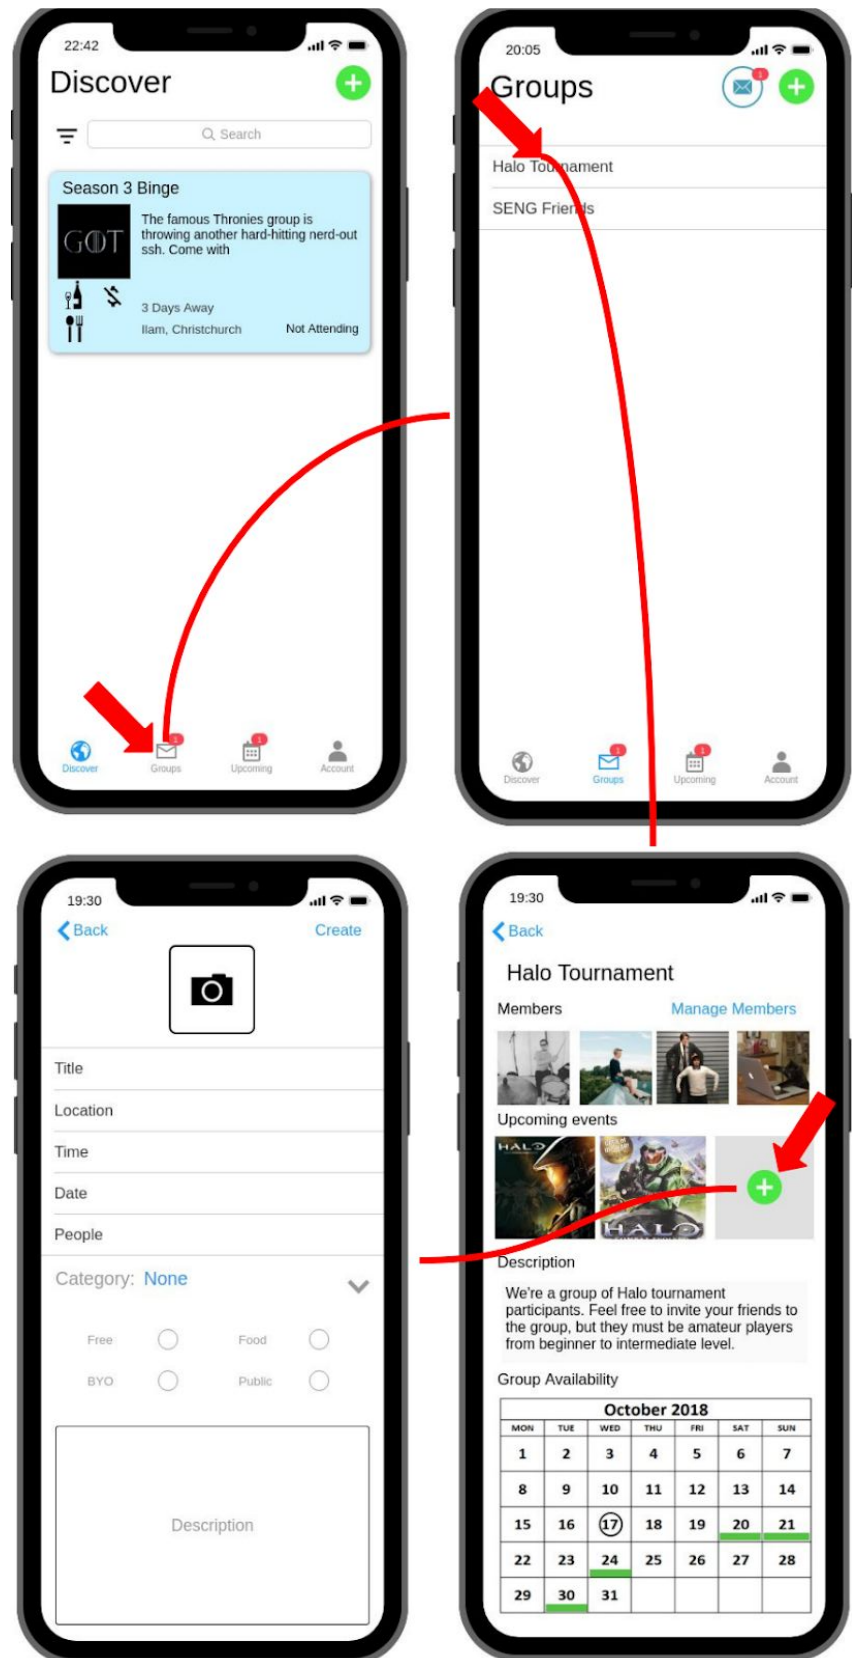 22:42
Discover
Search
Season 3 Binge
GOT
The famous Thronies group is
throwing another hard-hitting nerd-out
ssh. Come with
3 Days Away
Ilam, Christchurch
Not Attending
1
1
Discover
Groups
Upcoming
Account
20:05
Groups
1
Halo Tournament
SENG Friends
1
1
Discover
Groups
Upcoming
Account
19:30
Back
Create
Title
Location
Time
Date
People
Category: None
Free
Food
BYO
Public
Description
19:30
Back
Halo Tournament
Members
Manage Members
Upcoming events
HALO
HALO
Description
We're a group of Halo tournament
participants. Feel free to invite your friends to
the group, but they must be amateur players
from beginner to intermediate level.
Group Availability
October 2018
MON TUE WED THU FRI SAT SUN
1 2 3 4 5 6 7
8 9 10 11 12 13 14
15 16 17 18 19 20 21
22 23 24 25 26 27 28
29 30 31